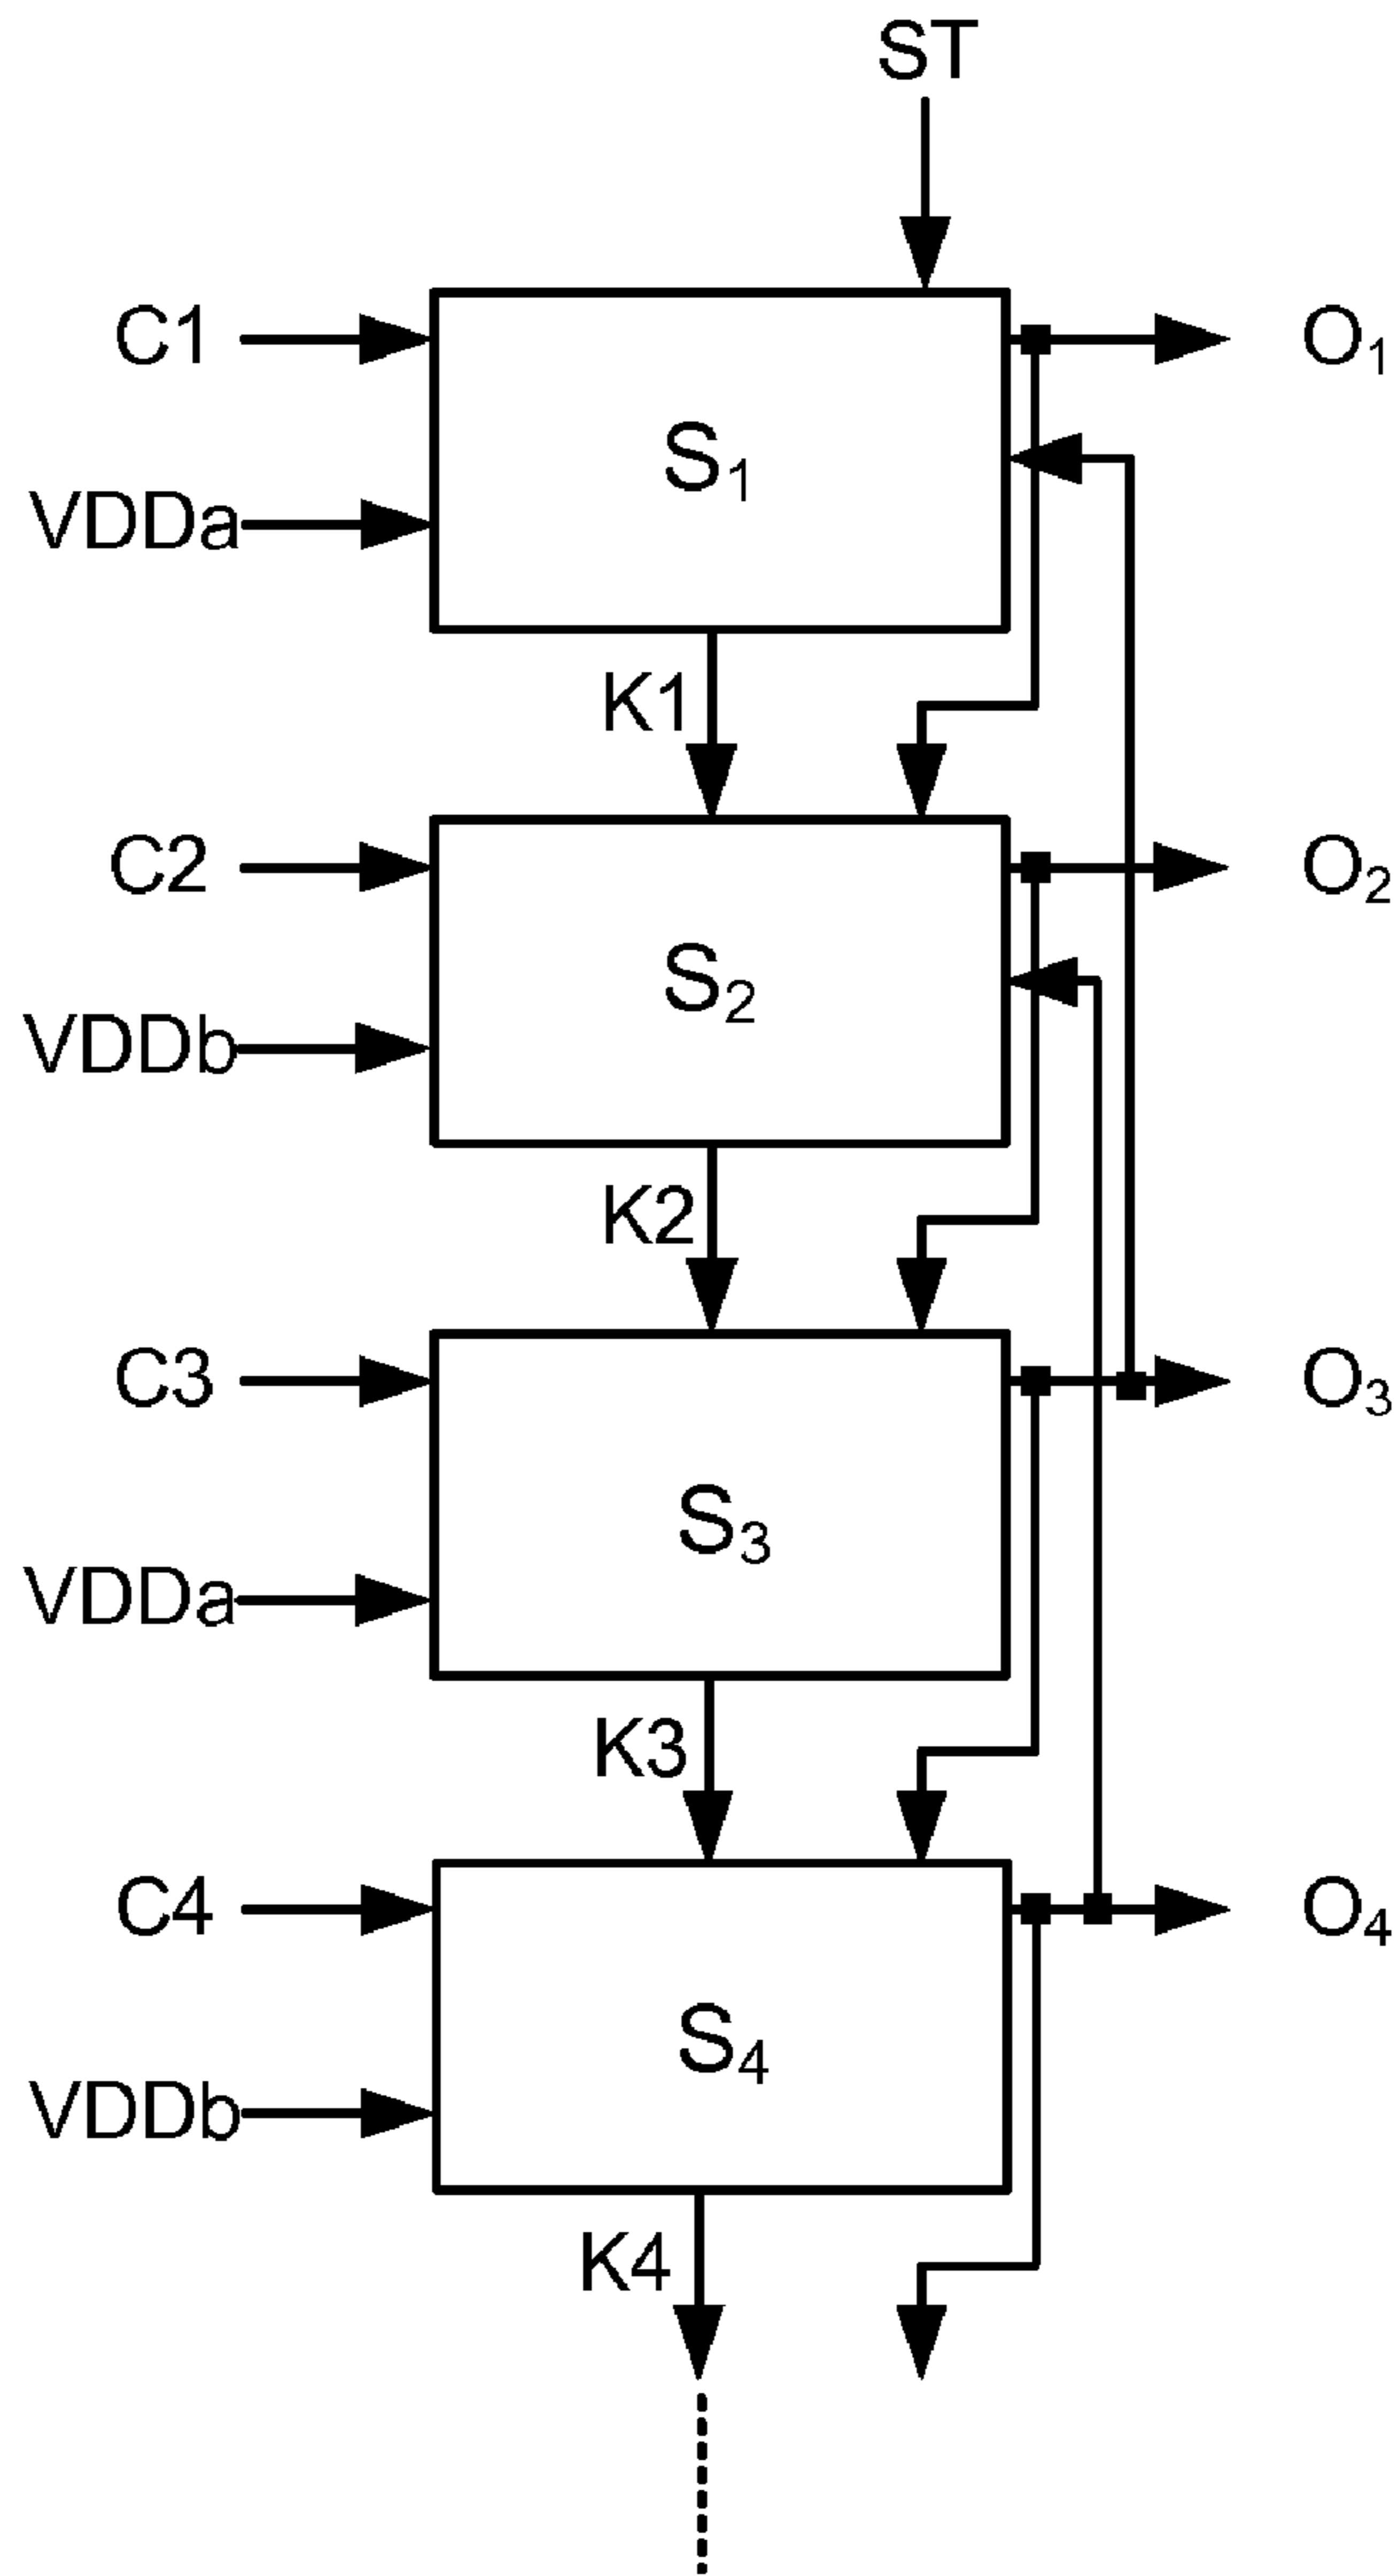 ST
C1
O1
S1
VDDa
K1
C2
O2
S2
VDDb
K2
C3
O3
S3
VDDa
K3
C4
O4
S4
VDDb
K4